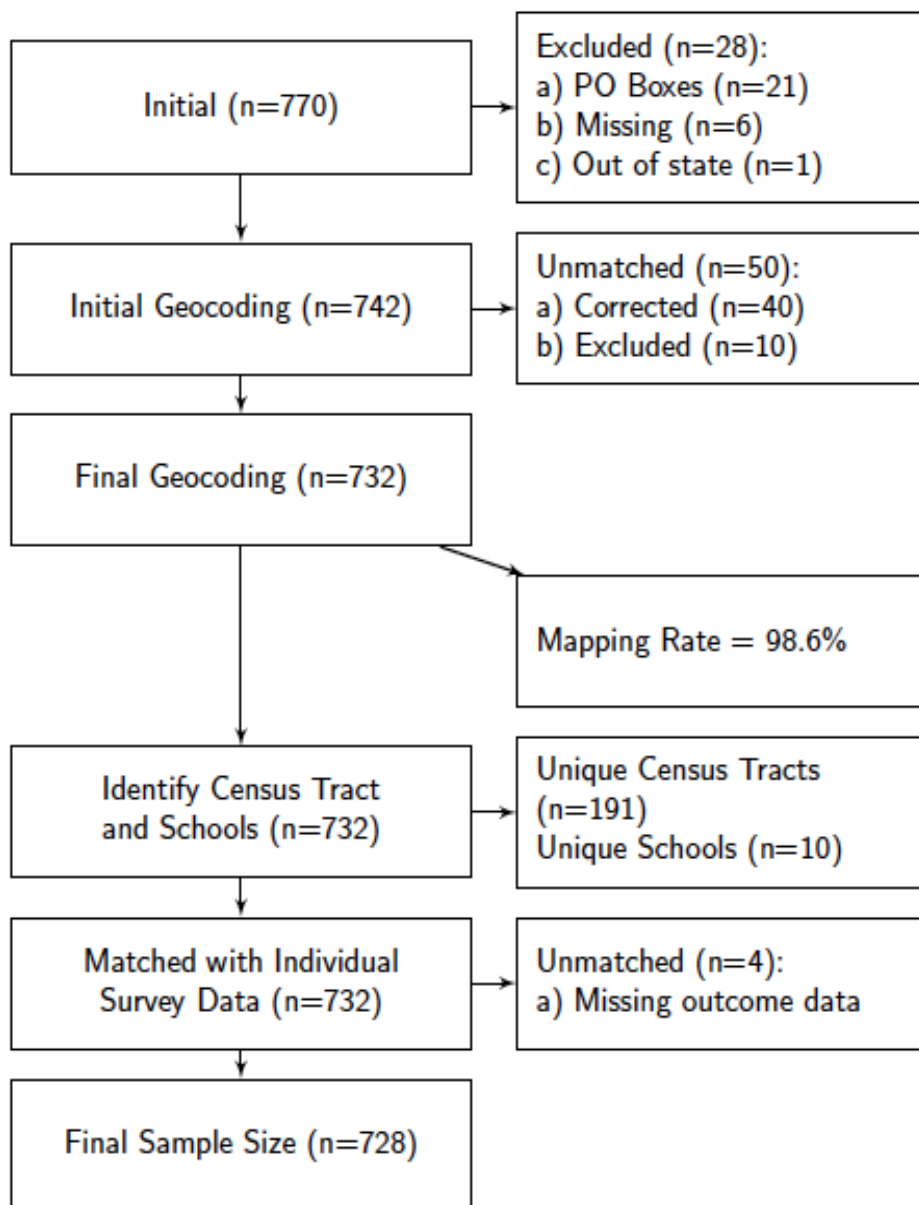 Initial (n=770)
Excluded (n=28):
a) PO Boxes (n=21)
b) Missing (n=6)
c) Out of state (n=1)
Initial Geocoding (n=742)
Unmatched (n=50):
a) Corrected (n=40)
b) Excluded (n=10)
Final Geocoding (n=732)
Mapping Rate = 98.6%
Identify Census Tract
and Schools (n=732)
Unique Census Tracts
(n=191)
Unique Schools (n=10)
Matched with Individual
Survey Data (n=732)
Unmatched (n=4):
a) Missing outcome data
Final Sample Size (n=728)